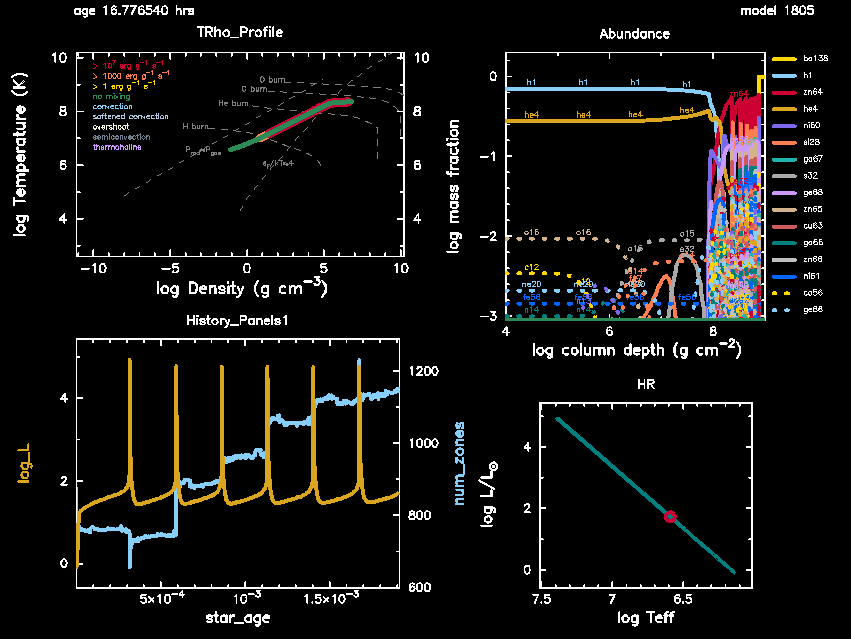 age 16.776540 hrs
model 1805
TRho_Profile
log Temperature (K)
10
8
6
4
10
8
6
4
> 10⁷ erg g⁻¹ s⁻¹
> 1000 erg g⁻¹ s⁻¹
> 1 erg g⁻¹ s⁻¹
no mixing
convection
softened convection
overshoot
semiconvection
thermohaline
O burn
C burn
He burn
H burn
−10
−5
0
5
10
log Density (g cm⁻³)
Abundance
log mass fraction
0
−1
−2
−3
h1
h1
h1
h1
zn64
he4
he4
he4
he4
o16
o16
c12
ne20
fe56
n14
s32
4
6
8
log column depth (g cm⁻²)
ba138
h1
zn64
he4
ni60
si28
ga67
s32
ge68
zn65
cu63
ga66
zn66
ni61
co56
ge66
History_Panels1
log_L
4
2
0
1200
1000
800
600
num_zones
5×10⁻⁴
10⁻³
1.5×10⁻³
star_age
HR
log L/L☉
4
2
0
7.5
7
6.5
log Teff